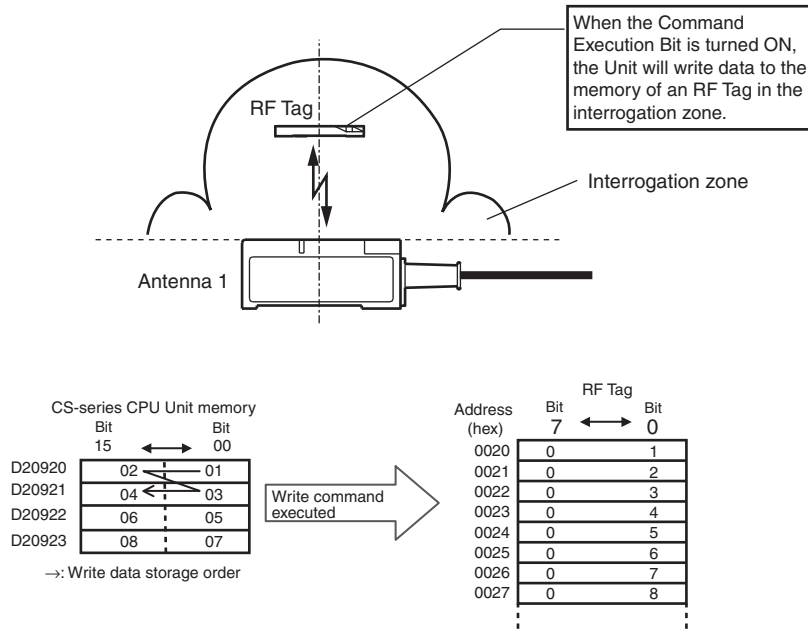 When the Command
Execution Bit is turned ON,
the Unit will write data to the
memory of an RF Tag in the
interrogation zone.
RF Tag
Interrogation zone
Antenna 1
CS-series CPU Unit memory
Bit Bit
15 00
D20920 02 01
D20921 04 03
D20922 06 05
D20923 08 07
→: Write data storage order
Write command
executed
RF Tag
Address Bit Bit
(hex) 7 0
0020 0 1
0021 0 2
0022 0 3
0023 0 4
0024 0 5
0025 0 6
0026 0 7
0027 0 8